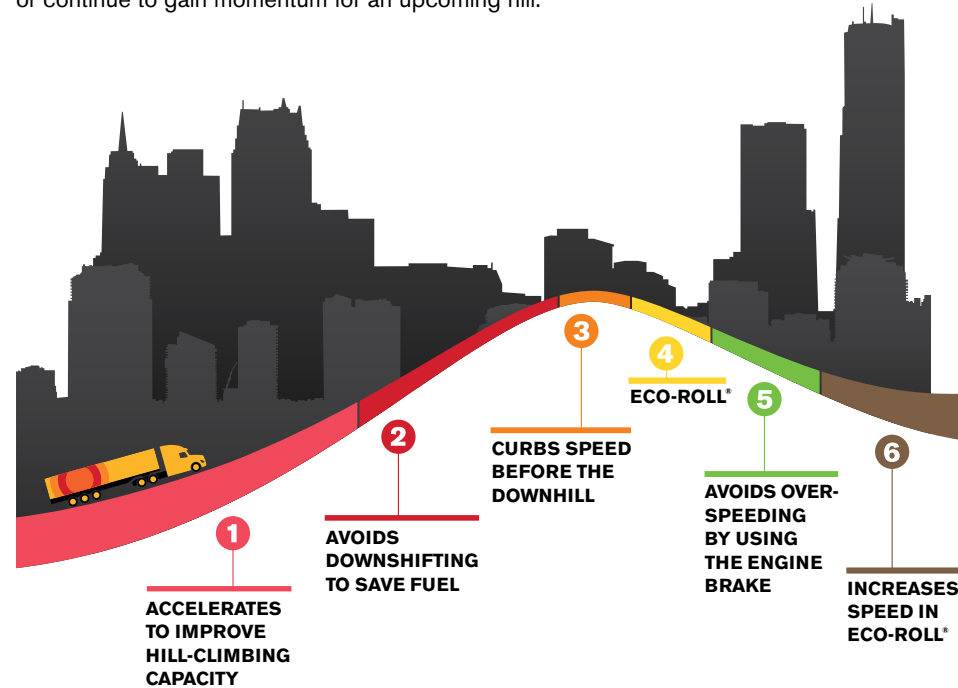 or continue to gain momentum for an upcoming hill.
1
ACCELERATES
TO IMPROVE
HILL-CLIMBING
CAPACITY
2
AVOIDS
DOWNSHIFTING
TO SAVE FUEL
3
CURBS SPEED
BEFORE THE
DOWNHILL
4
ECO-ROLL®
5
AVOIDS OVER-
SPEEDING
BY USING
THE ENGINE
BRAKE
6
INCREASES
SPEED IN
ECO-ROLL®